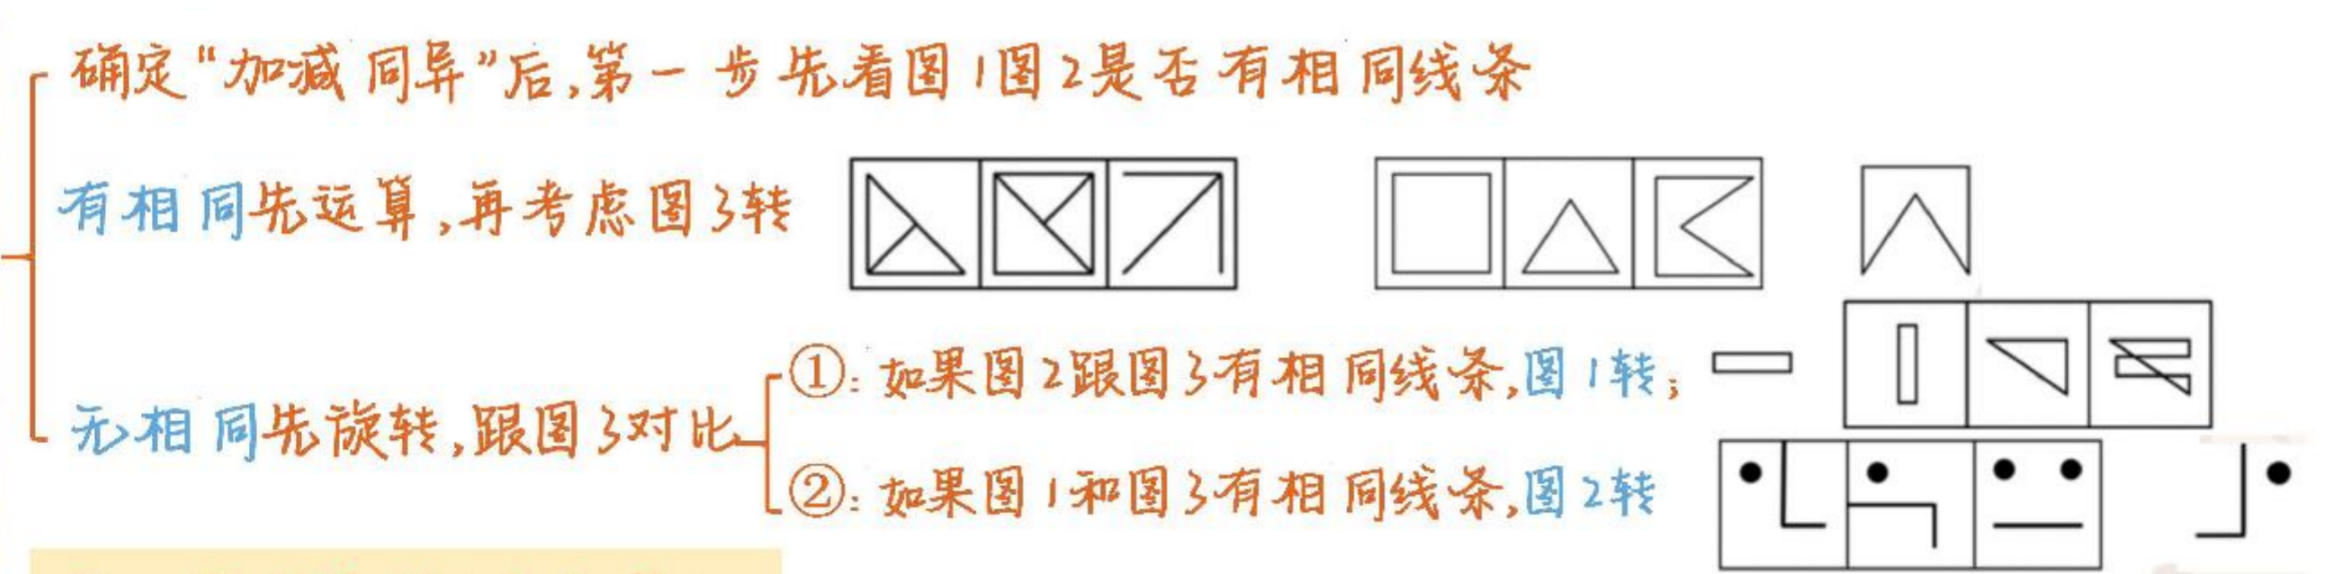 确定“加减同异”后,第一步先看图1图2是否有相同线条
有相同先运算,再考虑图3转
无相同先旋转,跟图3对比
①:如果图2跟图3有相同线条,图1转;
②:如果图1和图3有相同线条,图2转